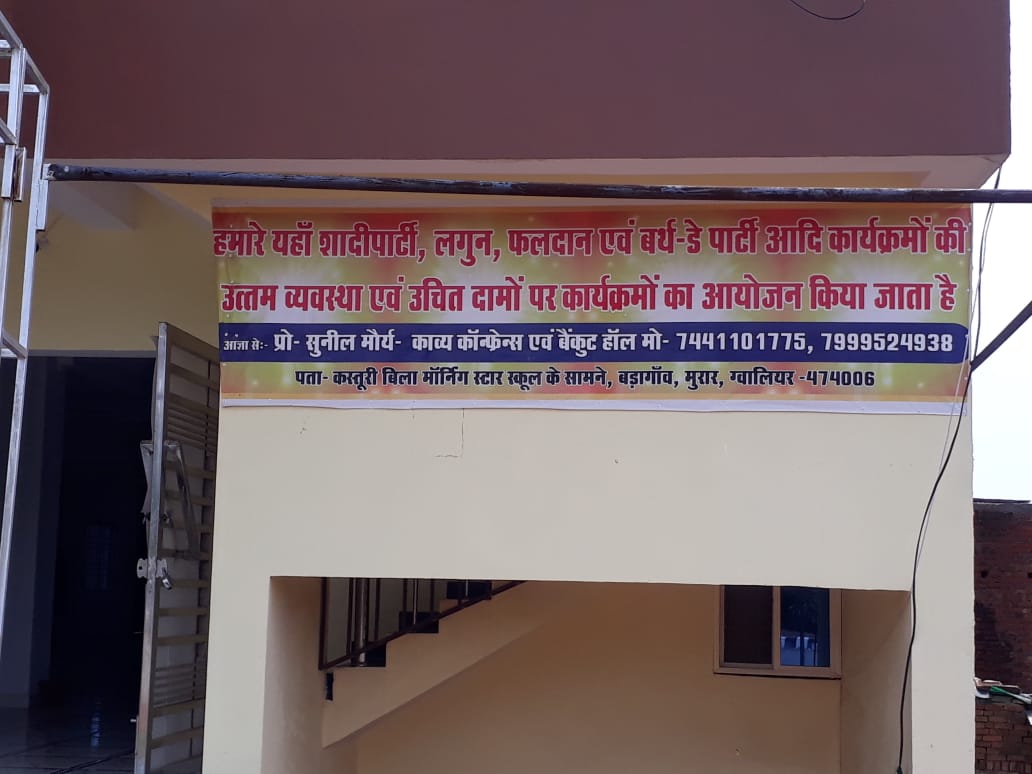 हमारे यहाँ शादीपार्टी, लगुन, फलदान एवं बर्थ-डे पार्टी आदि कार्यक्रमों की
उत्तम व्यवस्था एवं उचित दामों पर कार्यक्रमों का आयोजन किया जाता है
आज्ञा से:- प्रो- सुनील मौर्य- काव्य कॉन्फ्रेन्स एवं बैंकुट हॉल मो- 7441101775, 7999524938
पता- कस्तूरी बिला मॉर्निग स्टार स्कूल के सामने, बड़ागाँव, मुरार, ग्वालियर -474006